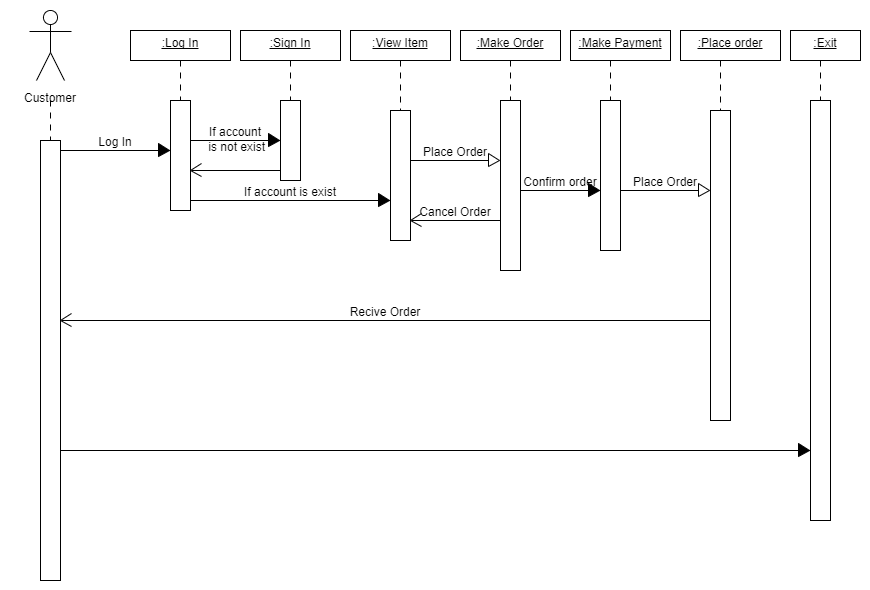 :Log In
:Sign In
:View Item
:Make Order
:Make Payment
:Place order
:Exit
Customer
Log In
If account
is not exist
Place Order
Confirm order
Place Order
If account is exist
Cancel Order
Recive Order